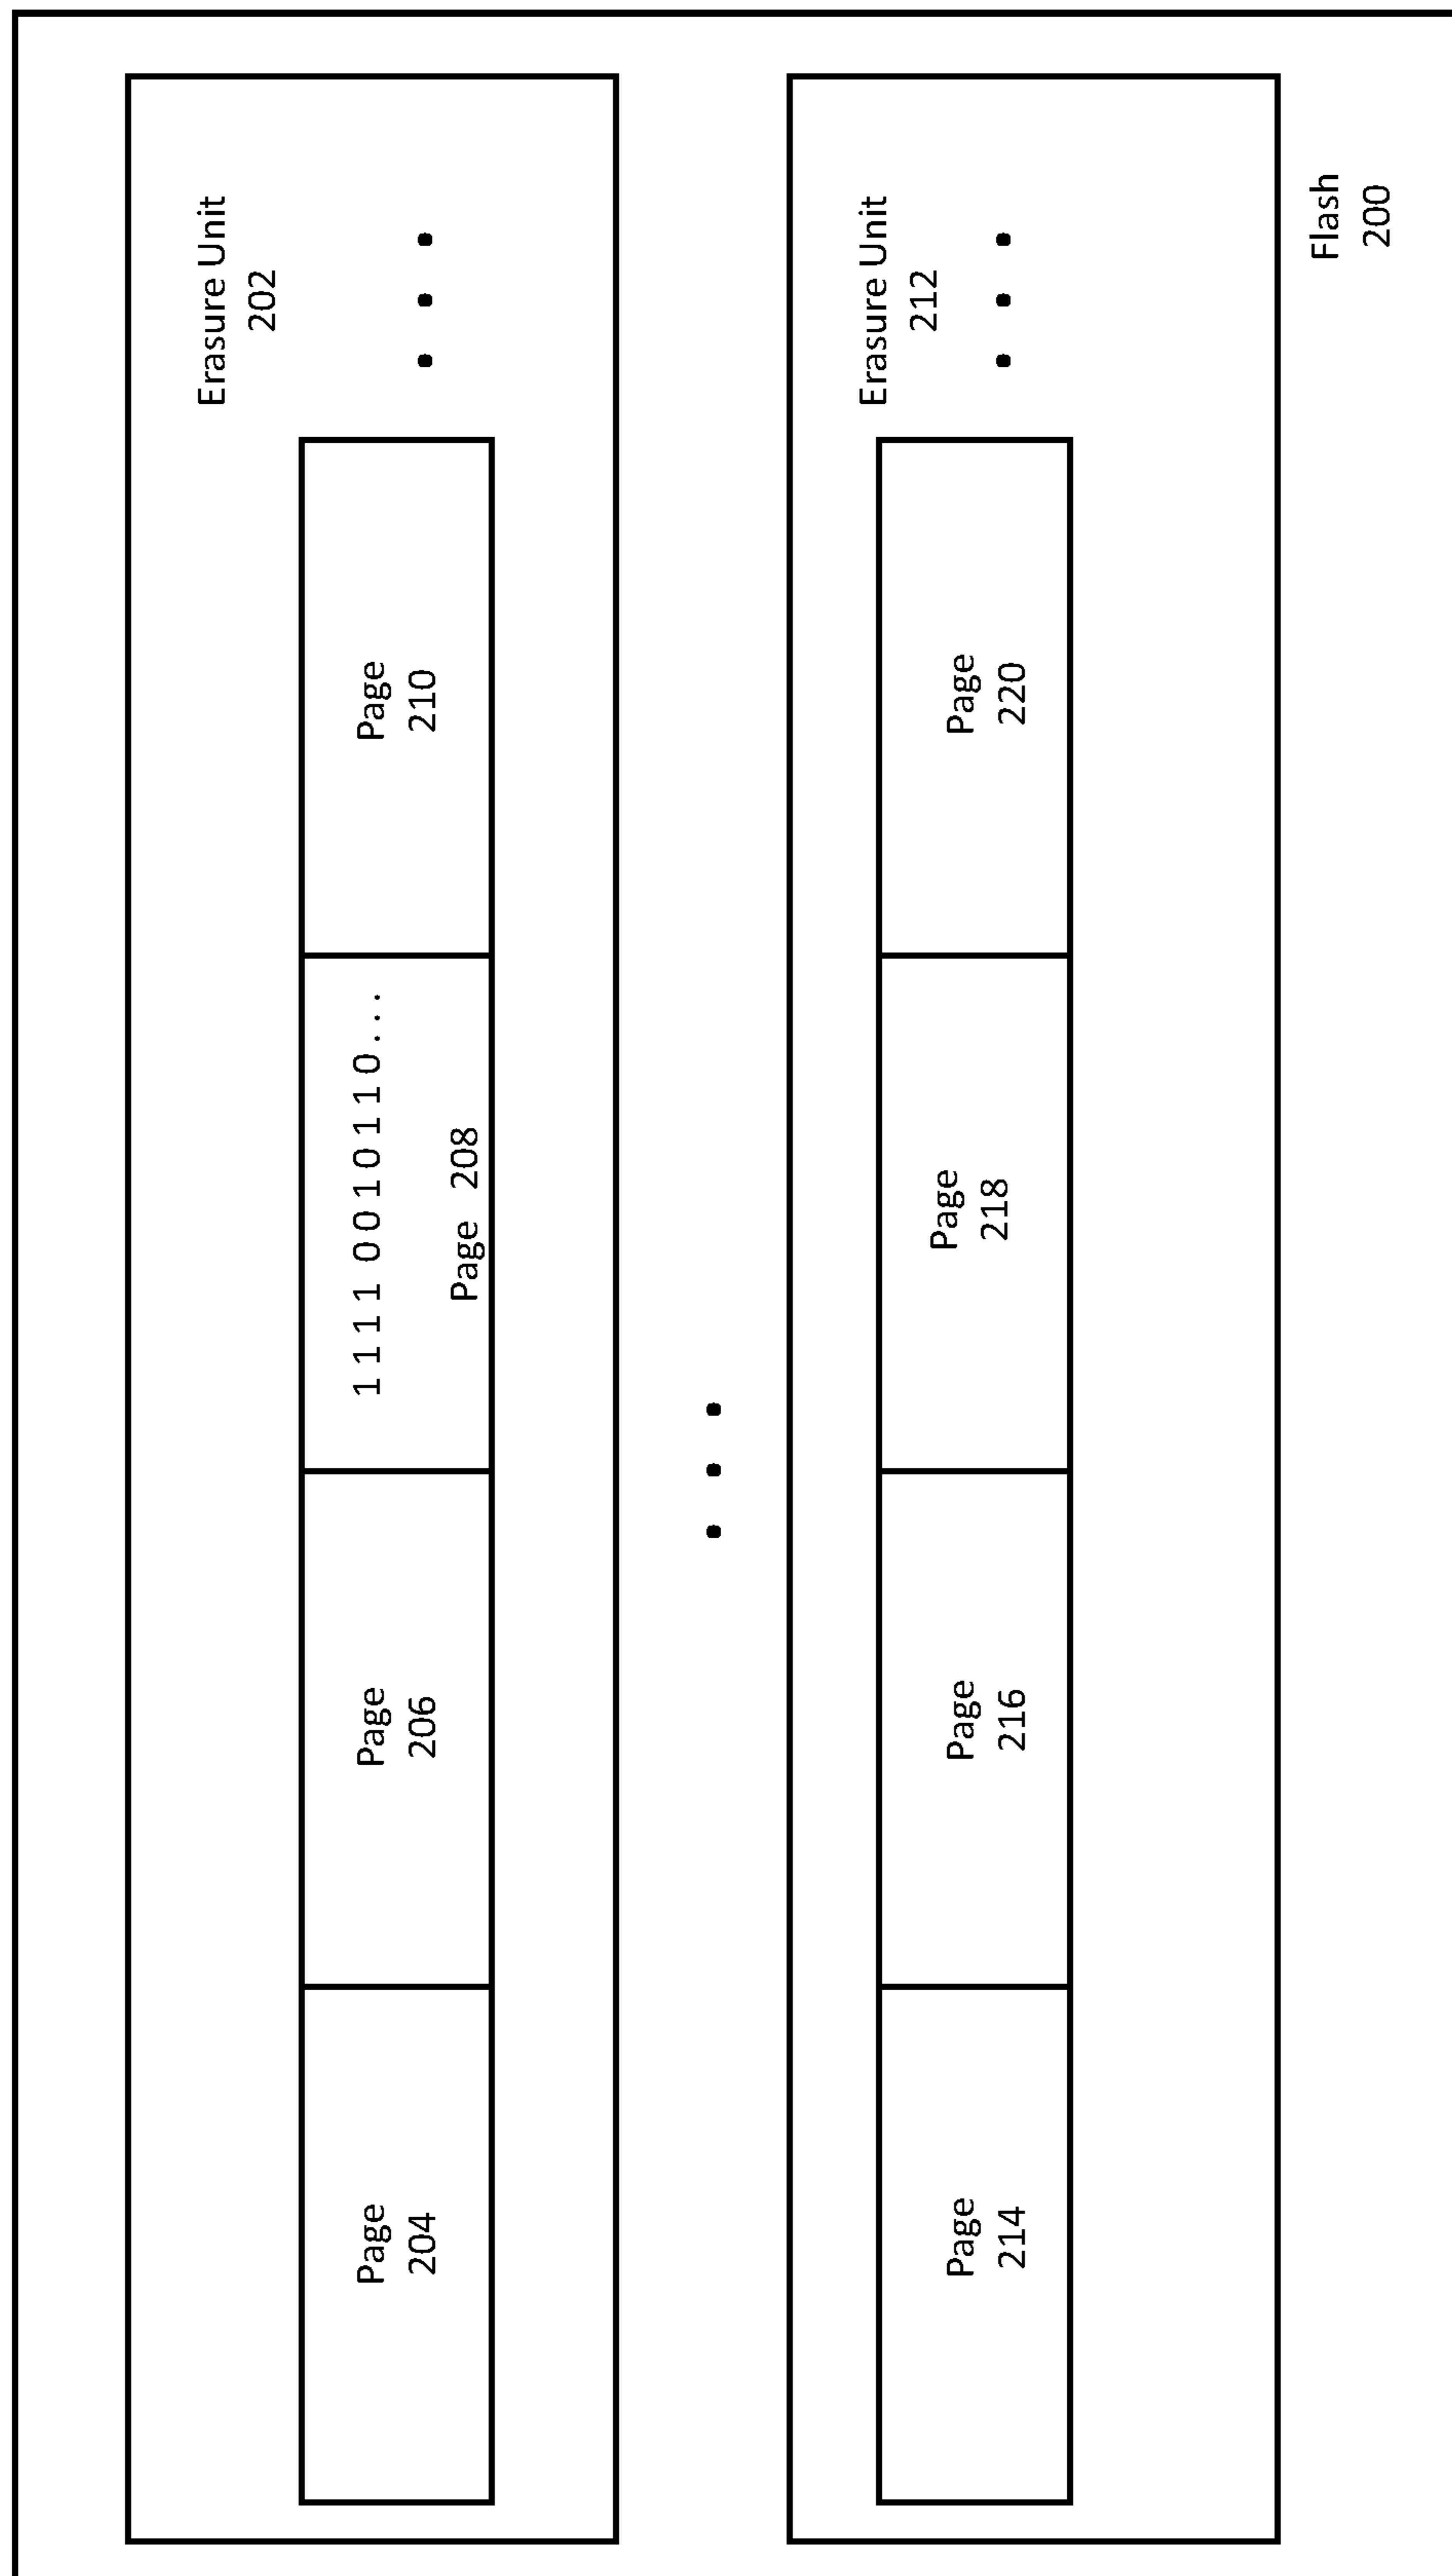 Erasure Unit
202
Page
204
Page
206
1 1 1 1 0 0 1 0 1 1 0 . . .
Page 208
Page
210
• • •
• • •
Erasure Unit
212
Page
214
Page
216
Page
218
Page
220
• • •
Flash
200